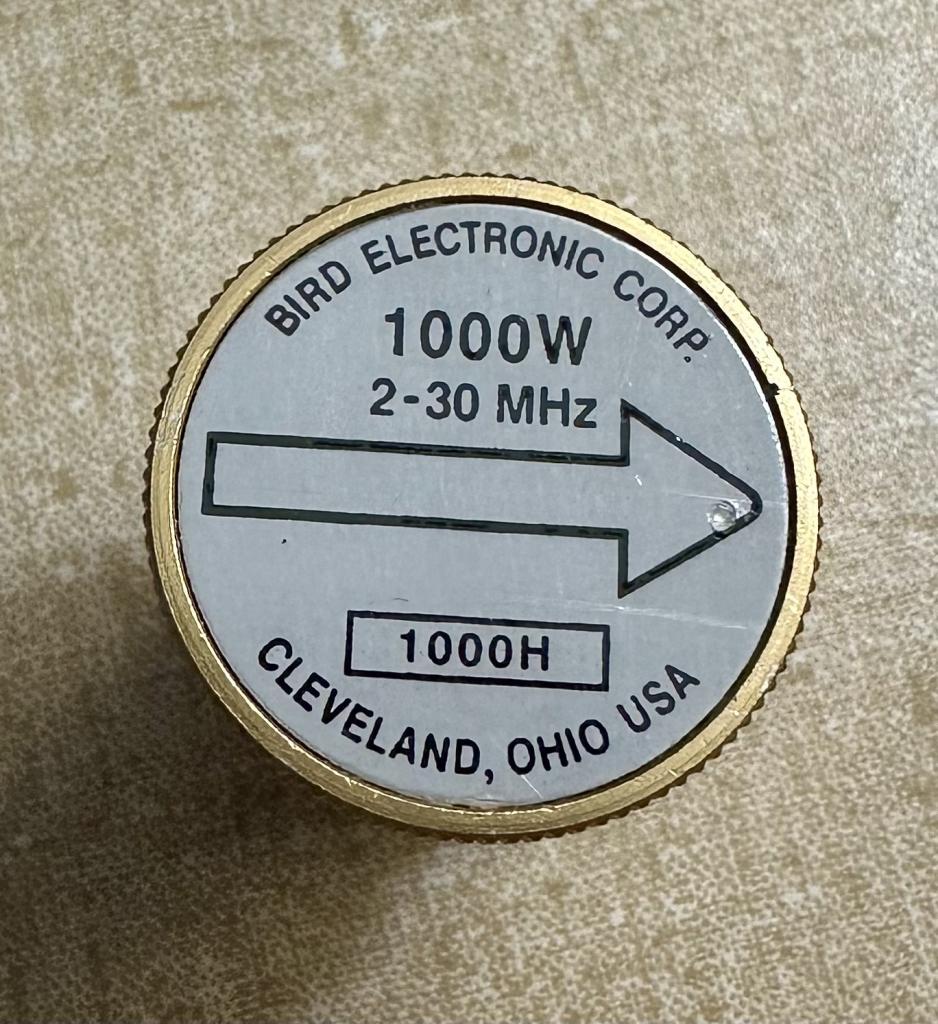 BIRD ELECTRONIC CORP.
1000W
2-30 MHz
1000H
CLEVELAND, OHIO USA